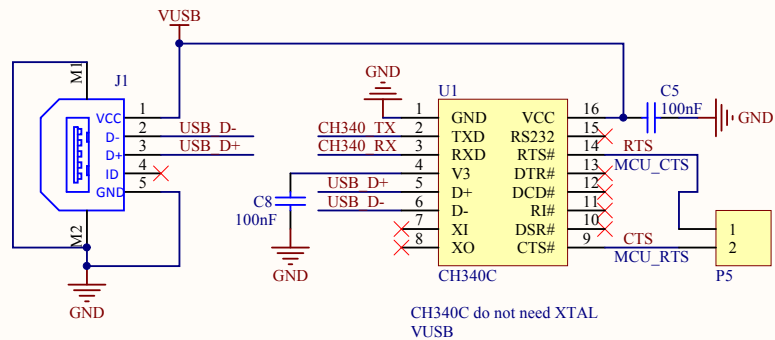 VUSB
M1
J1
VCC 1
D- 2 USB_D-
D+ 3 USB_D+
ID 4
GND 5
M2
GND
GND
U1
1 GND VCC 16
CH340_TX 2 TXD RS232 15
CH340_RX 3 RXD RTS# 14 RTS
4 V3 DTR# 13 MCU_CTS
USB_D+ 5 D+ DCD# 12
USB_D- 6 D- RI# 11
7 XI DSR# 10
8 XO CTS# 9 CTS
MCU_RTS
CH340C
C8
100nF
GND
C5
100nF
GND
1
2
P5
CH340C do not need XTAL
VUSB